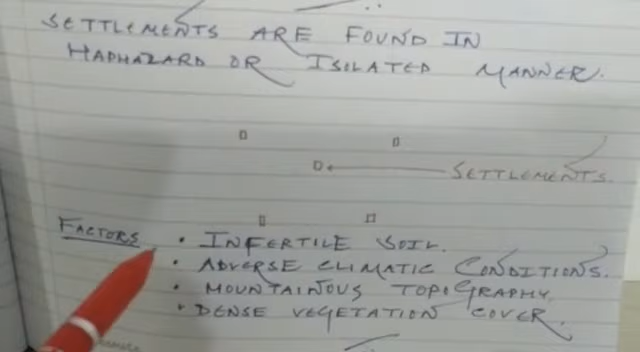 SETTLEMENTS ARE FOUND IN
HAPHAZARD OR ISOLATED MANNER.
SETTLEMENTS.
FACTORS • INFERTILE SOIL.
• ADVERSE CLIMATIC CONDITIONS.
• MOUNTAINOUS TOPOGRAPHY.
• DENSE VEGETATION COVER.